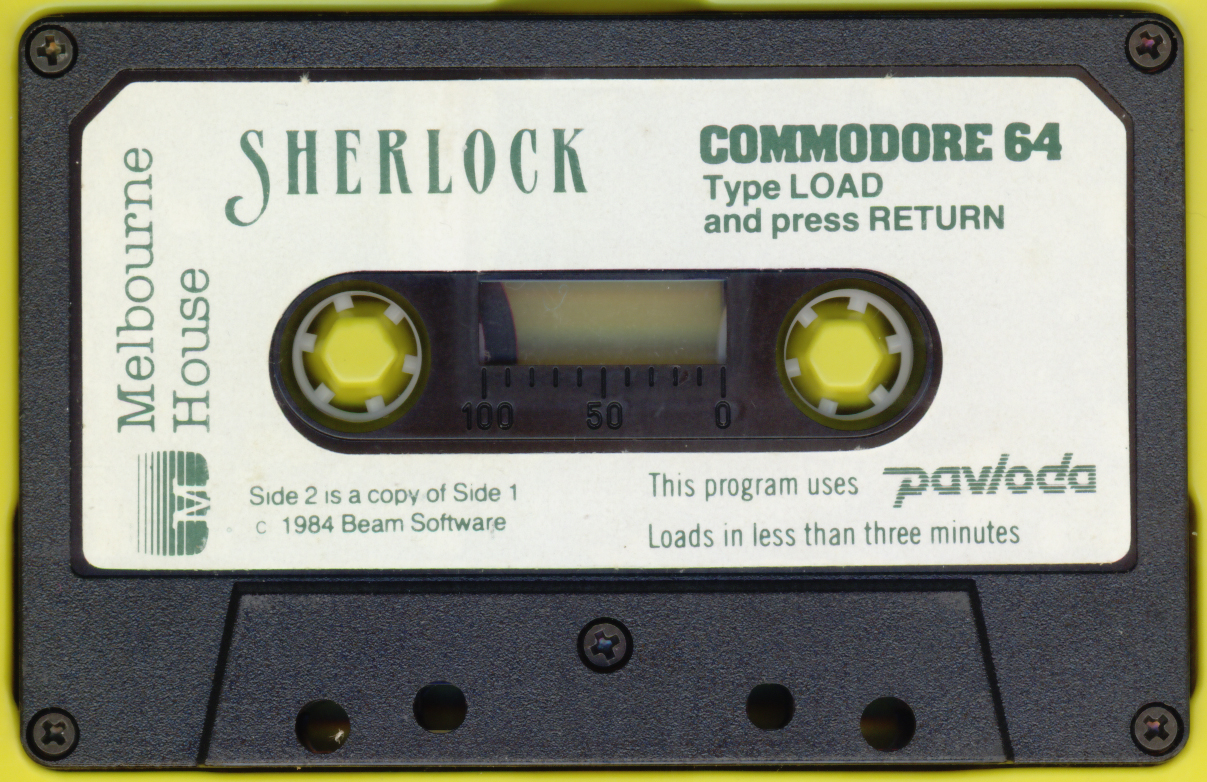 SHERLOCK
COMMODORE 64
Type LOAD
and press RETURN
Melbourne
House
100 50 0
M
Side 2 is a copy of Side 1
c 1984 Beam Software
This program uses pavloda
Loads in less than three minutes